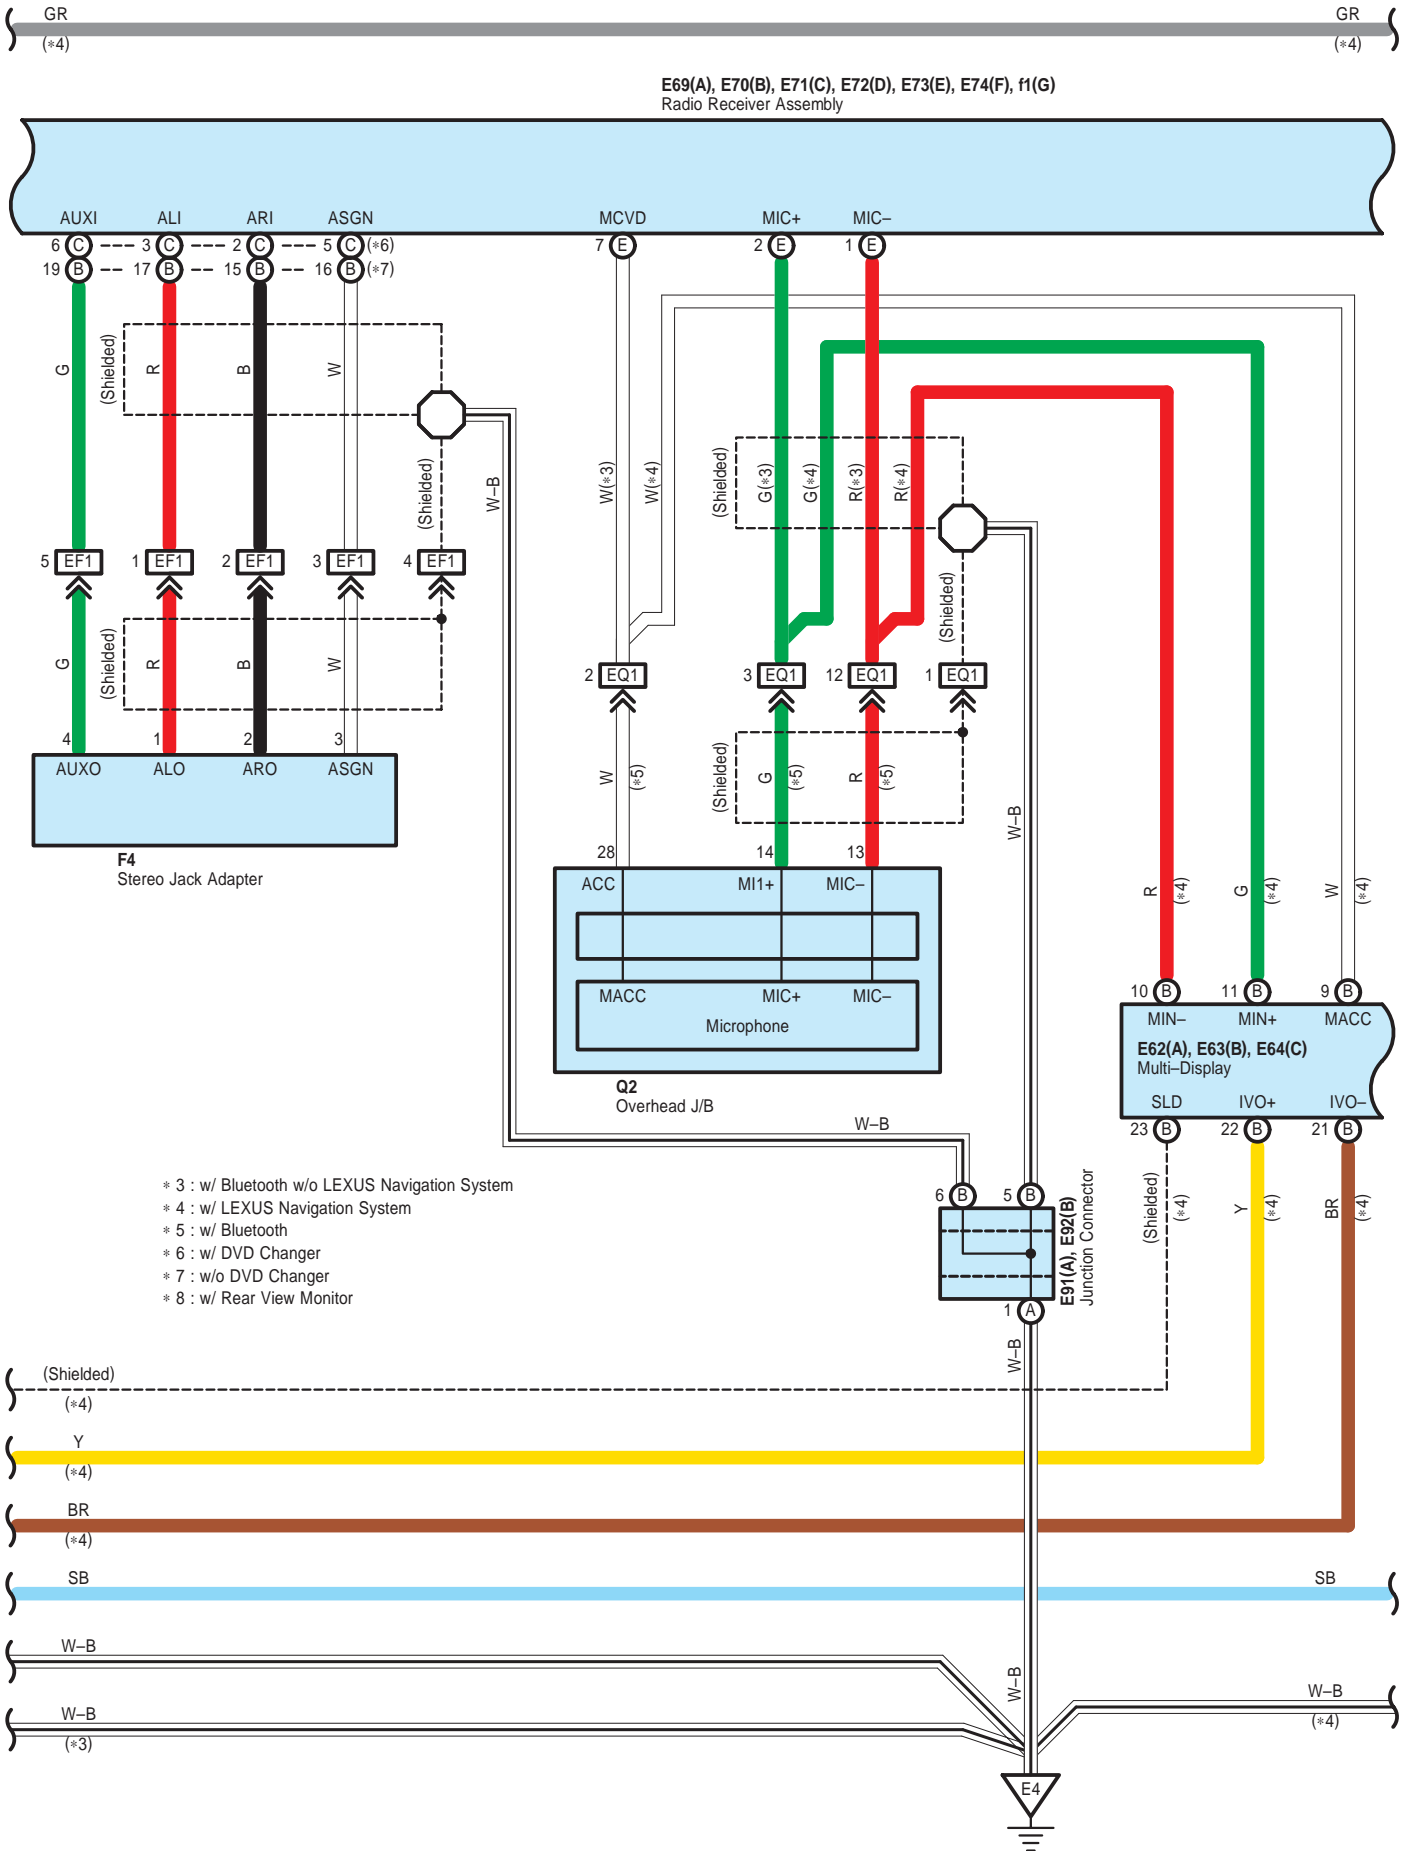 GR
GR
(*4)
(*4)
E69(A), E70(B), E71(C), E72(D), E73(E), E74(F), f1(G)
Radio Receiver Assembly
AUXI
ALI
ARI
ASGN
MCVD
MIC+
MIC–
6 C
3 C
2 C
5 C (*6)
7 E
2 E
1 E
19 B
17 B
15 B
16 B (*7)
(Shielded)
G
R
B
W
(Shielded)
W–B
W(*3)
W(*4)
(Shielded)
G(*3)
G(*4)
R(*3)
R(*4)
5 EF1
1 EF1
2 EF1
3 EF1
4 EF1
(Shielded)
G
(Shielded)
R
B
W
2 EQ1
3 EQ1
12 EQ1
1 EQ1
4
1
2
3
AUXO
ALO
ARO
ASGN
W
(*5)
(Shielded)
G
(*5)
R
(*5)
W–B
F4
Stereo Jack Adapter
28
14
13
ACC
MI1+
MIC–
R
(*4)
G
(*4)
W
(*4)
MACC
MIC+
MIC–
Microphone
10 B
11 B
9 B
MIN–
MIN+
MACC
E62(A), E63(B), E64(C)
Multi–Display
Q2
Overhead J/B
SLD
IVO+
IVO–
W–B
23 B
22 B
21 B
* 3 : w/ Bluetooth w/o LEXUS Navigation System
* 4 : w/ LEXUS Navigation System
* 5 : w/ Bluetooth
* 6 : w/ DVD Changer
* 7 : w/o DVD Changer
* 8 : w/ Rear View Monitor
6 B
5 B
E91(A), E92(B)
Junction Connector
(Shielded)
(*4)
Y
(*4)
BR
(*4)
1 A
W–B
(Shielded)
(*4)
Y
(*4)
BR
(*4)
SB
SB
W–B
W–B
W–B
(*3)
W–B
(*4)
E4